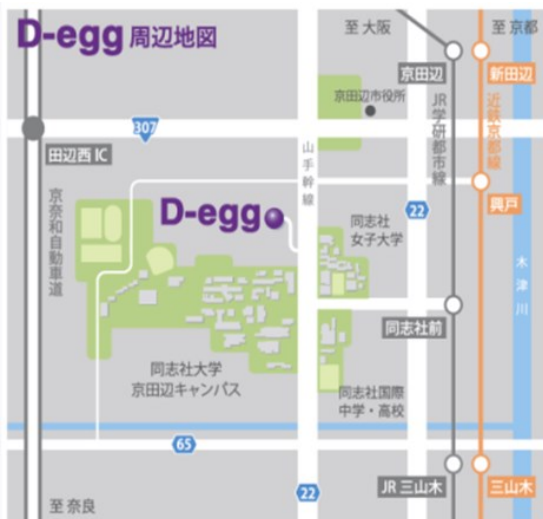 D-egg 周辺地図
至 大阪
至 京都
京田辺
新田辺
京田辺市役所
307
田辺西 IC
山手幹線
JR学研都市線
近鉄京都線
京奈和自動車道
D-egg
22
興戸
同志社
女子大学
木津川
同志社前
同志社大学
京田辺キャンパス
同志社国際
中学・高校
65
22
JR 三山木
三山木
至 奈良